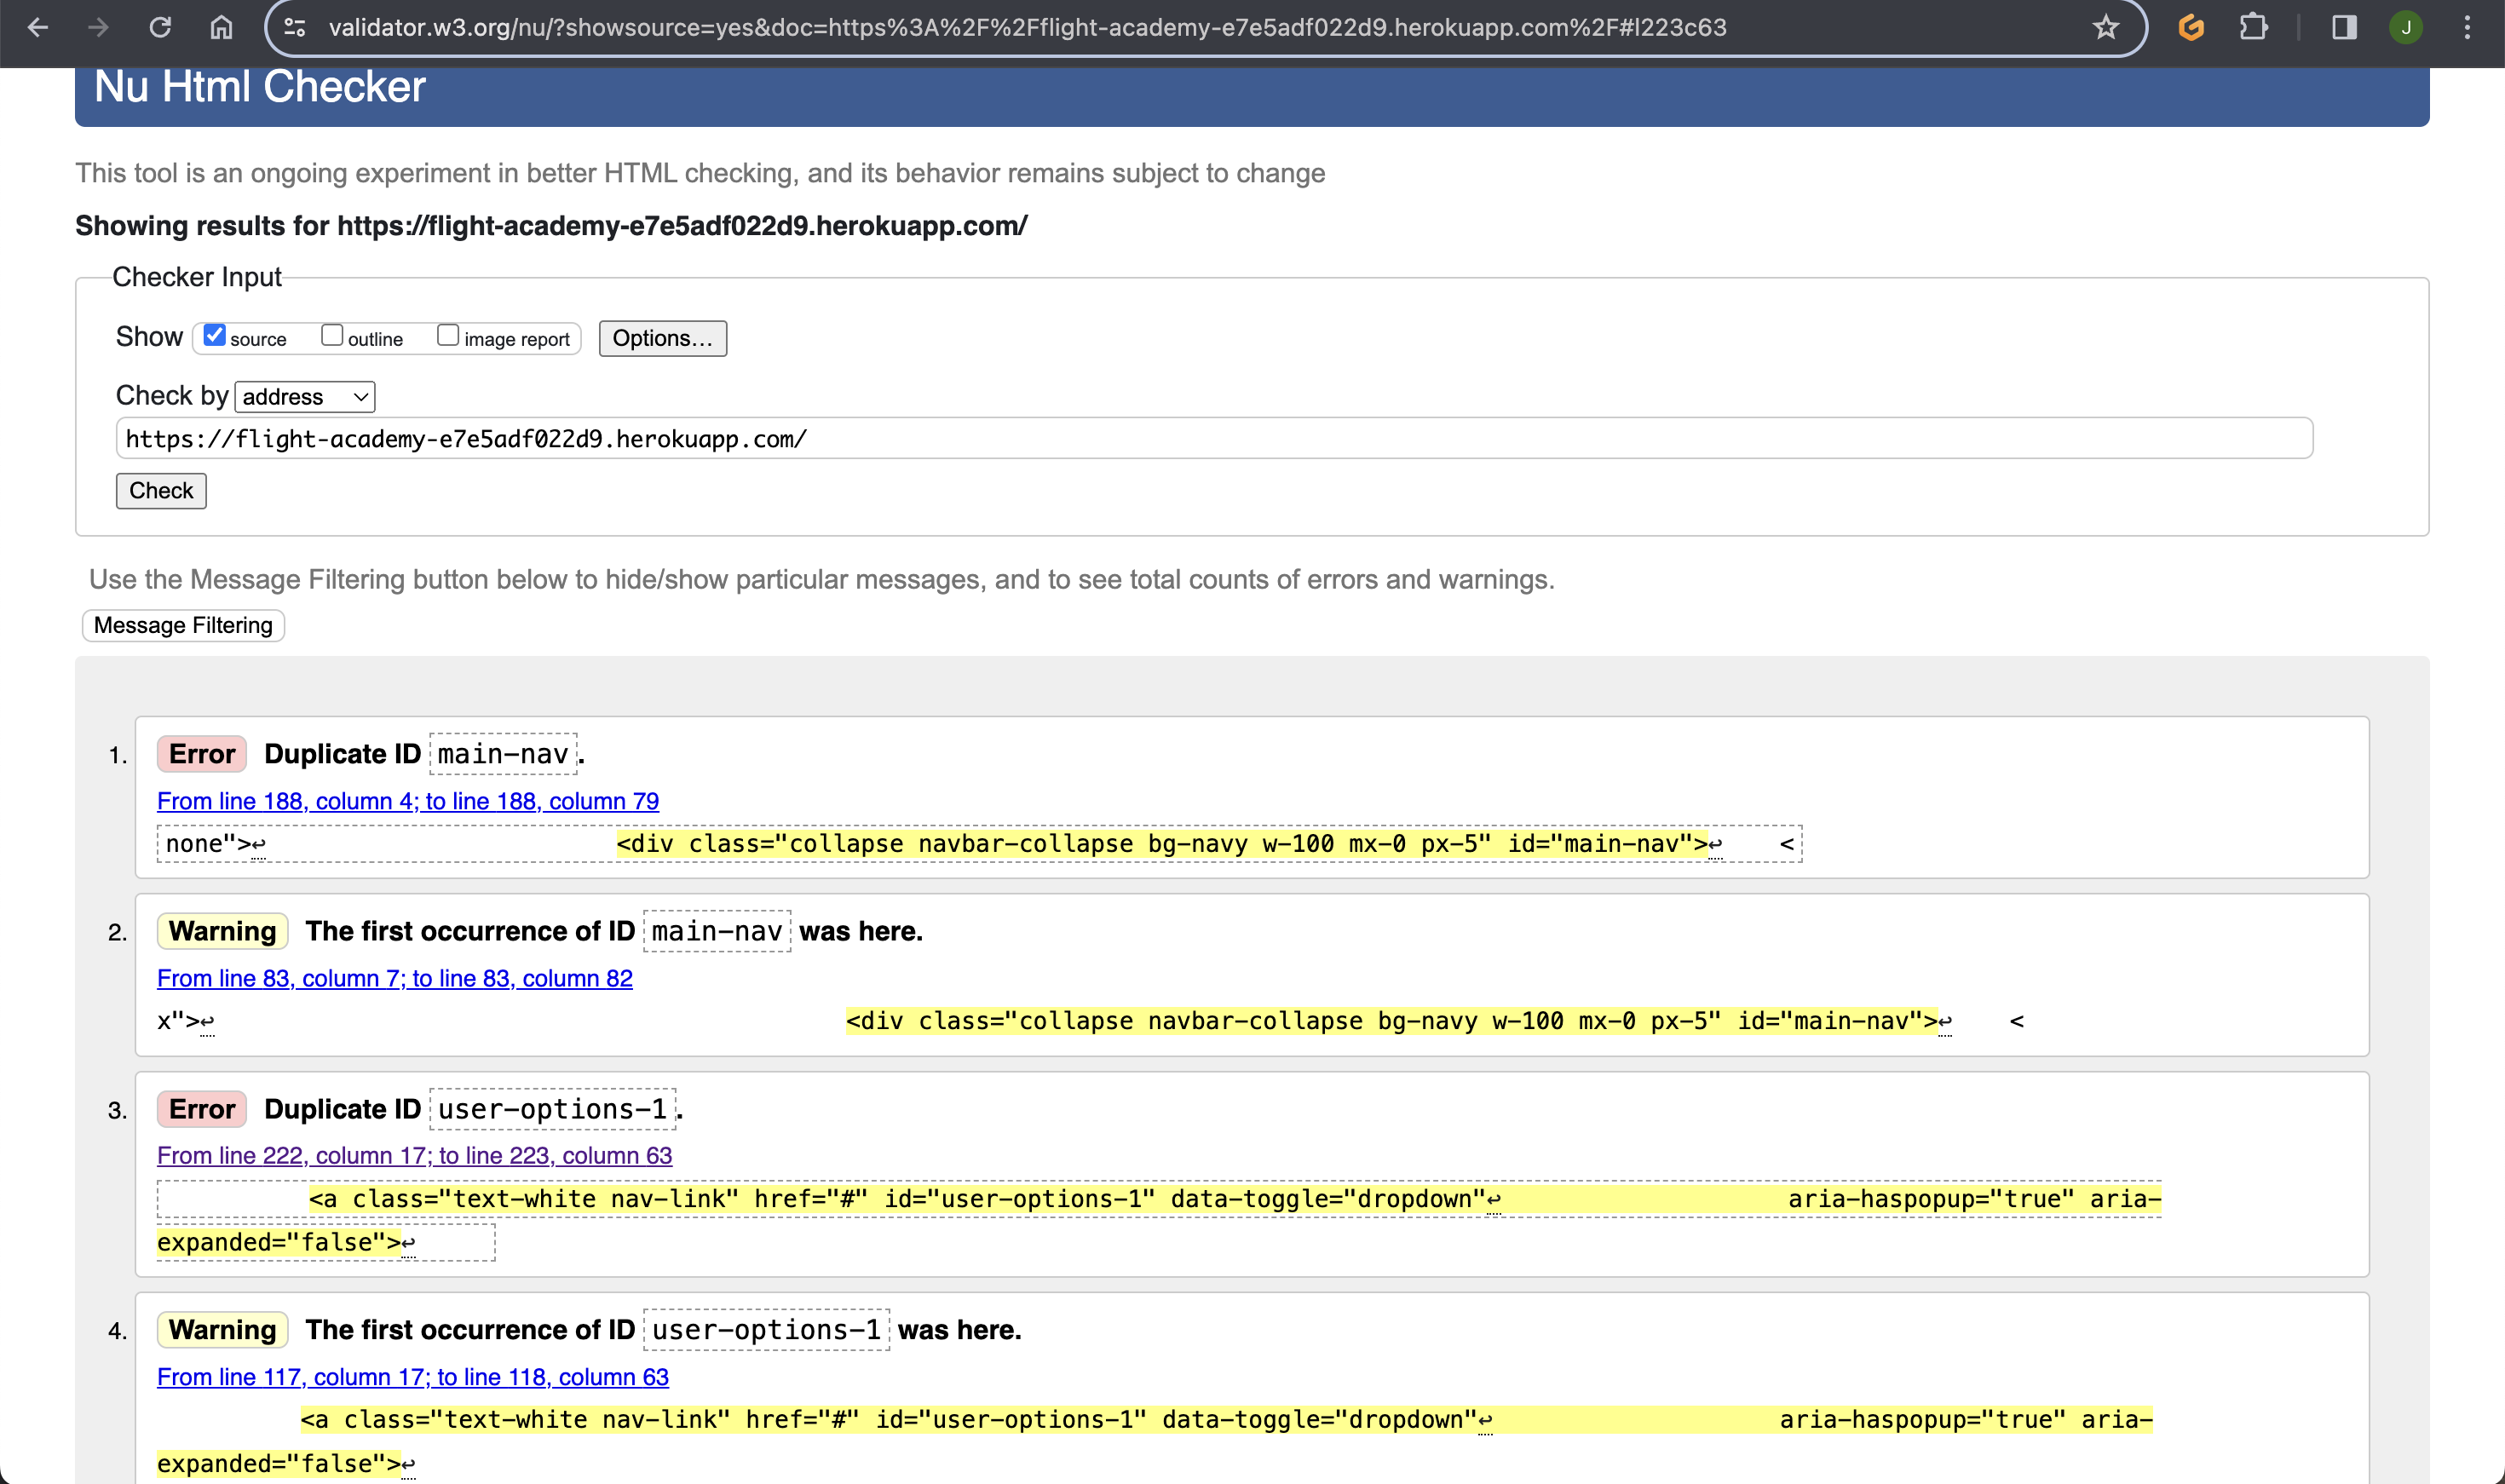 validator.w3.org/nu/?showsource=yes&doc=https%3A%2F%2Fflight-academy-e7e5adf022d9.herokuapp.com%2F#l223c63
J
Nu Html Checker
This tool is an ongoing experiment in better HTML checking, and its behavior remains subject to change
Showing results for https://flight-academy-e7e5adf022d9.herokuapp.com/
Checker Input
Show source outline image report Options...
Check by address
https://flight-academy-e7e5adf022d9.herokuapp.com/
Check
Use the Message Filtering button below to hide/show particular messages, and to see total counts of errors and warnings.
Message Filtering
1. Error Duplicate ID main-nav.
From line 188, column 4; to line 188, column 79
none">↩ <div class="collapse navbar-collapse bg-navy w-100 mx-0 px-5" id="main-nav">↩ <
2. Warning The first occurrence of ID main-nav was here.
From line 83, column 7; to line 83, column 82
x">↩ <div class="collapse navbar-collapse bg-navy w-100 mx-0 px-5" id="main-nav">↩ <
3. Error Duplicate ID user-options-1.
From line 222, column 17; to line 223, column 63
<a class="text-white nav-link" href="#" id="user-options-1" data-toggle="dropdown"↩ aria-haspopup="true" aria-
expanded="false">↩
4. Warning The first occurrence of ID user-options-1 was here.
From line 117, column 17; to line 118, column 63
<a class="text-white nav-link" href="#" id="user-options-1" data-toggle="dropdown"↩ aria-haspopup="true" aria-
expanded="false">↩